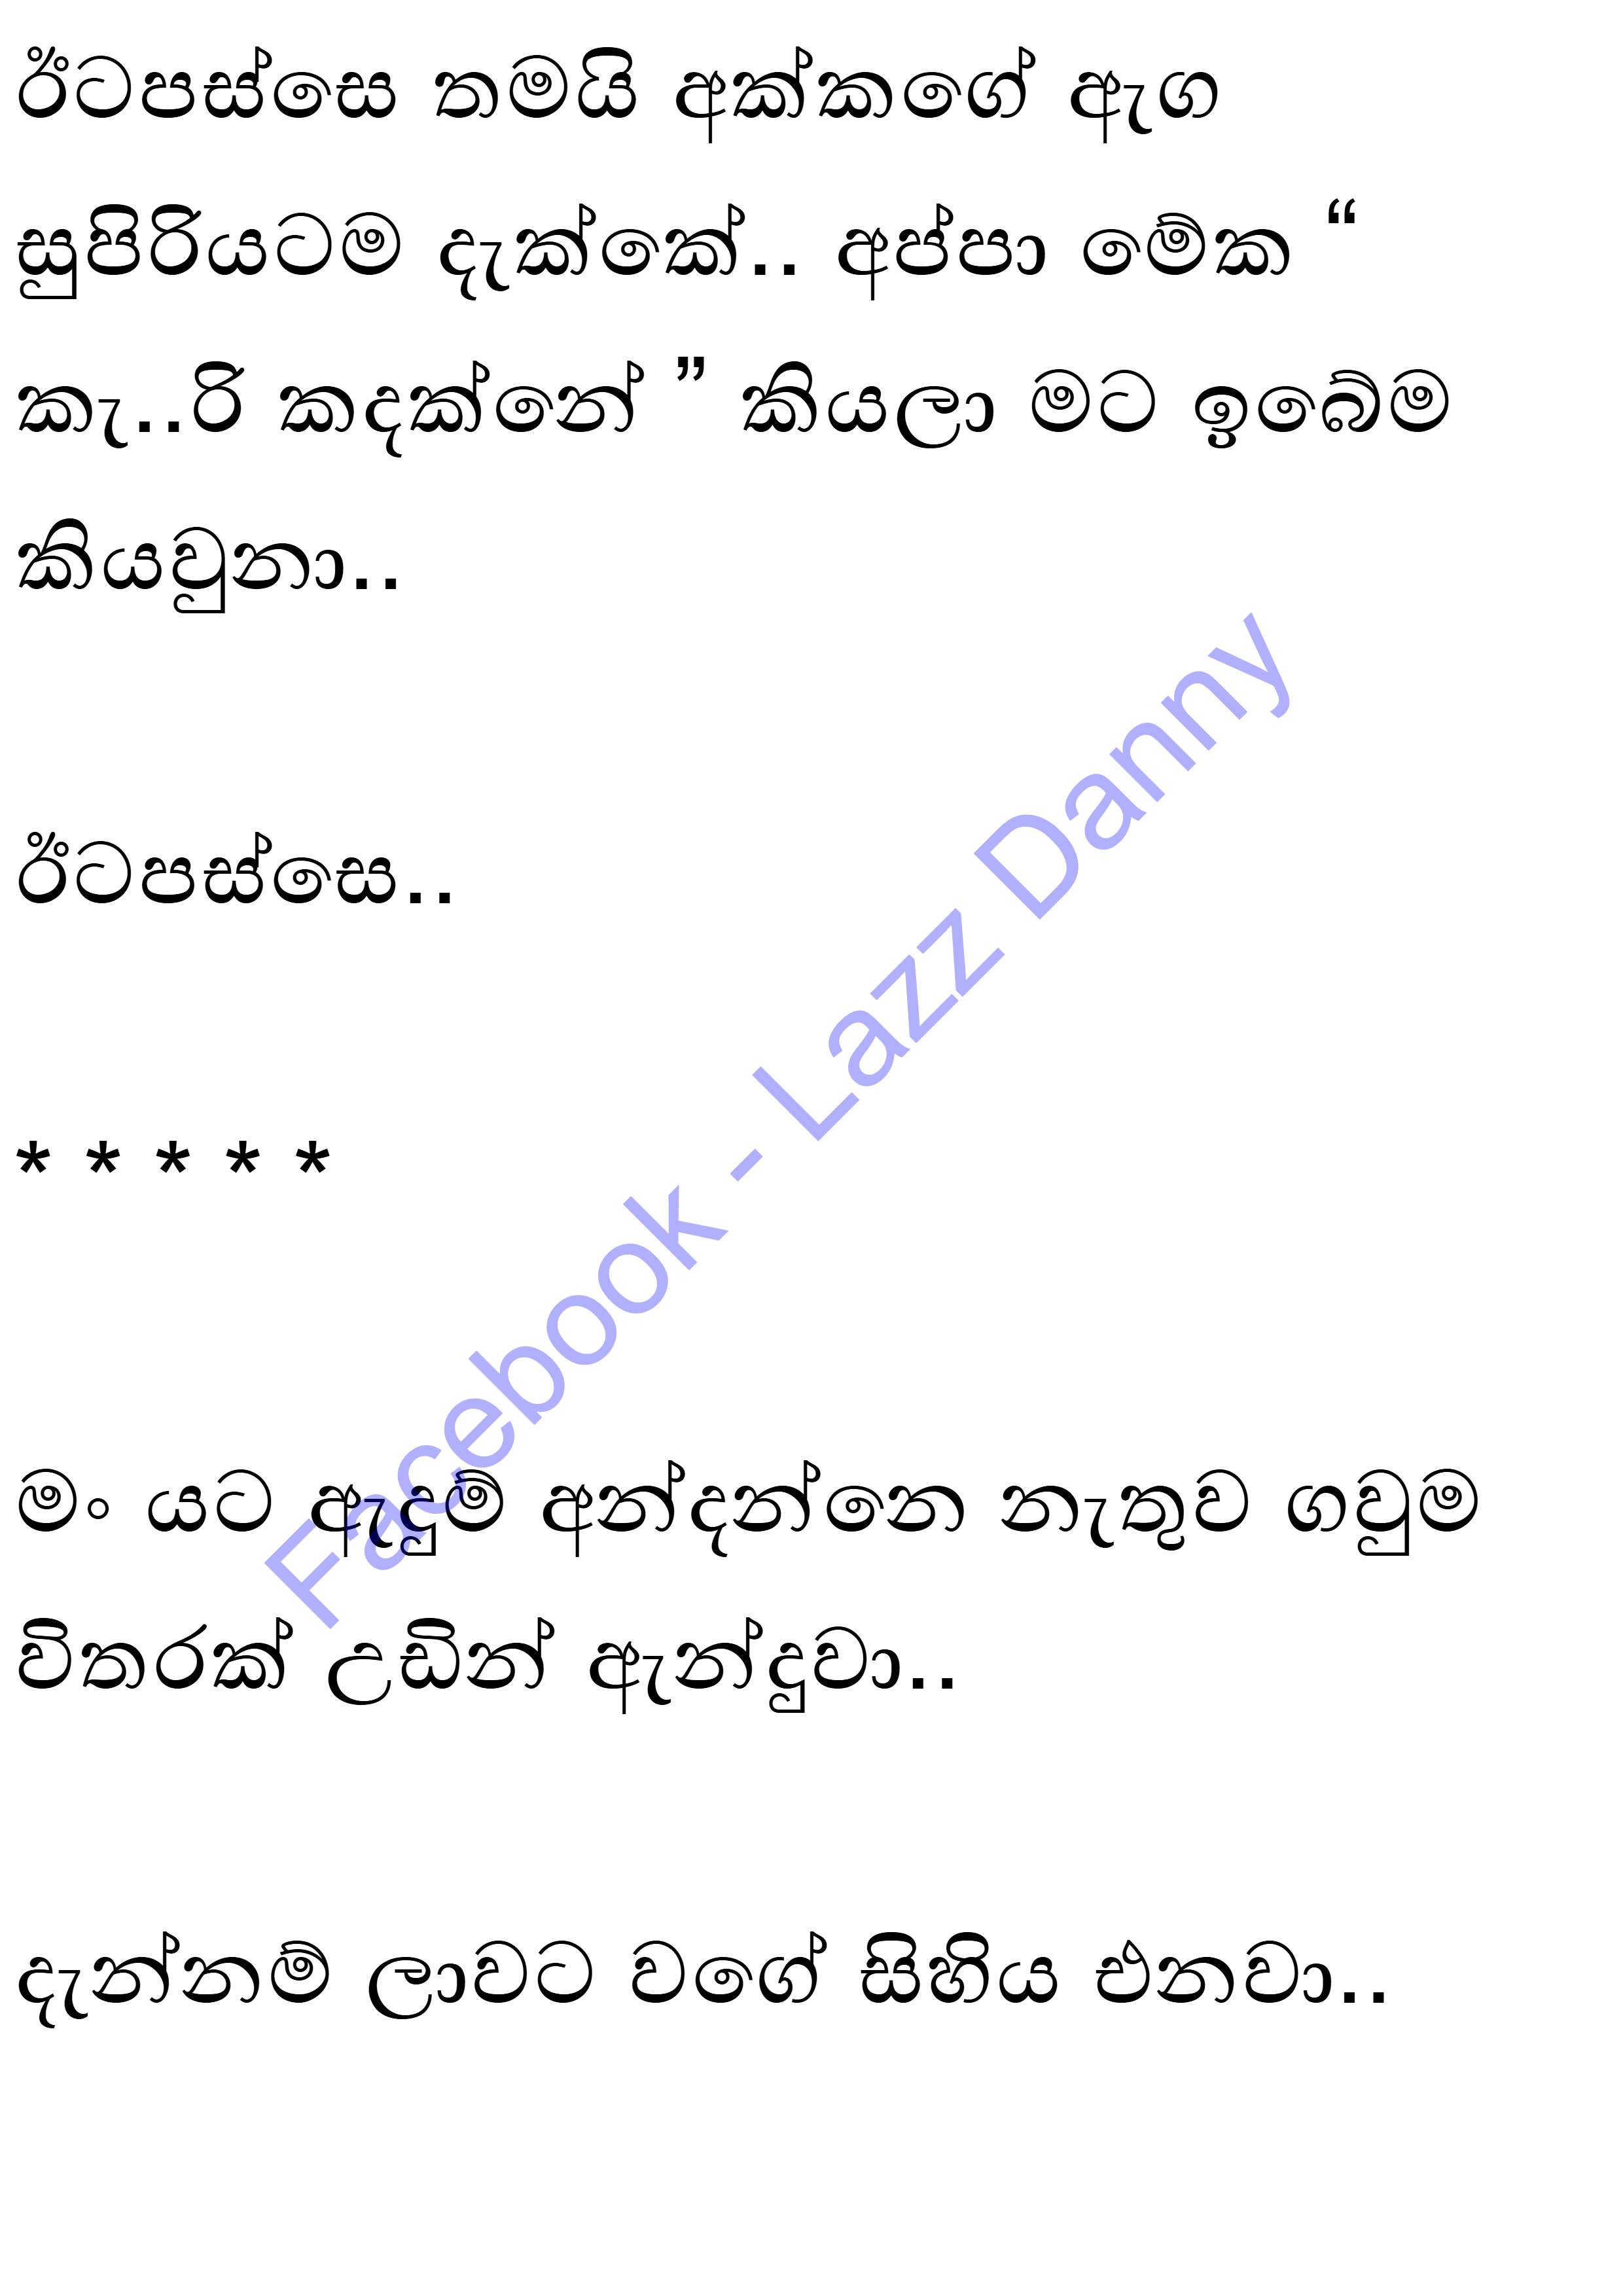 ඊටපස්සෙ තමයි අක්කගේ ඇග
සුපිරියටම දැක්කේ.. අප්පා මේක “
කැ..රි කදක්නේ ” කියලා මට ඉබේම
කියවුනා..
ඊටපස්සෙ..
* * * * *
මං යට ඇඳුම් අන්දන්නෙ නැතුව ගවුම
විතරක් උඩින් ඇන්දුවා..
දැන්නම් ලාවට වගේ සිහිය එනවා..
Facebook - Lazz Danny